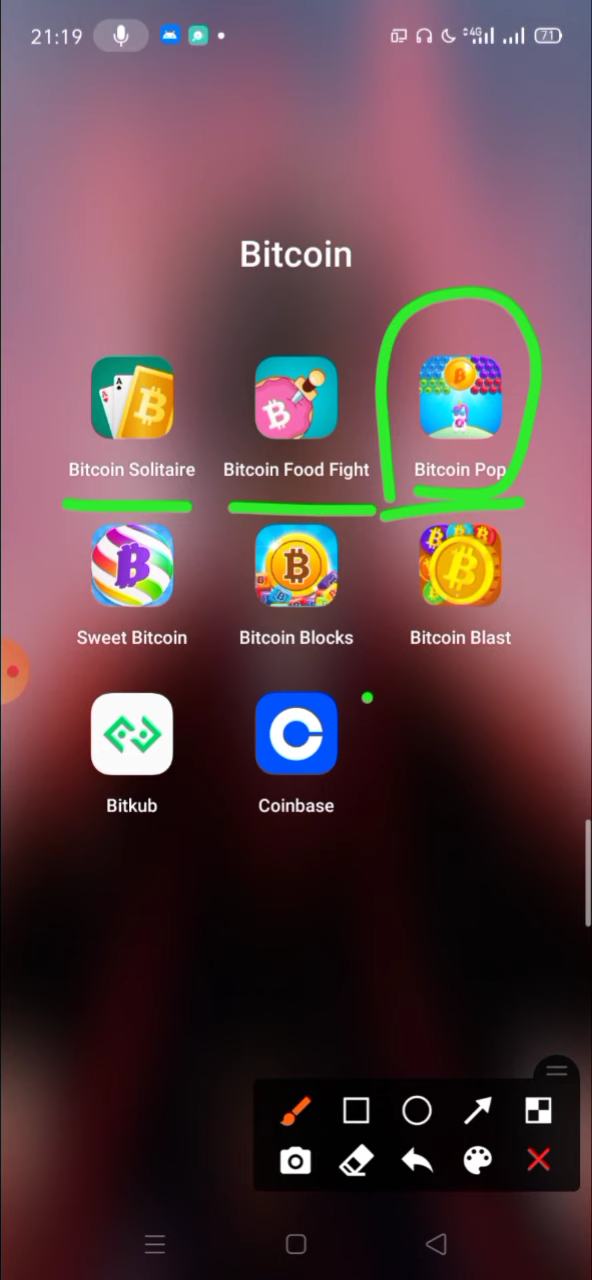 21:19
4G
71
Bitcoin
Bitcoin Solitaire
Bitcoin Food Fight
Bitcoin Pop
Sweet Bitcoin
Bitcoin Blocks
Bitcoin Blast
Bitkub
Coinbase